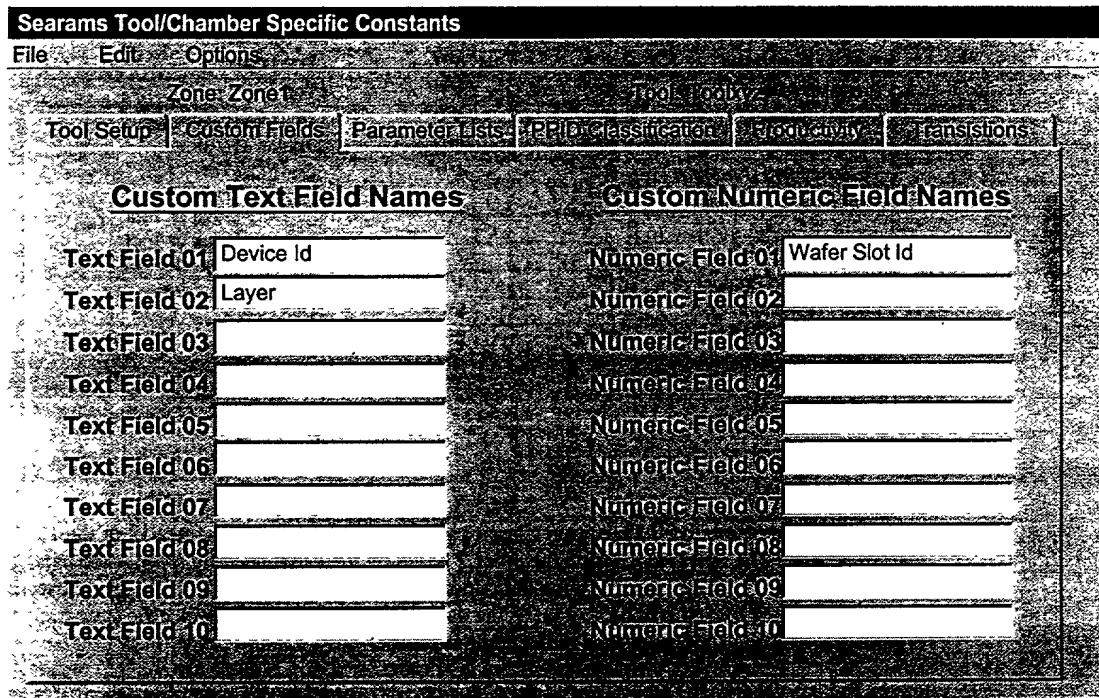 Searams Tool/Chamber Specific Constants
File Edit Options
Zone: Zone1 Tool: Toolxyz
Tool Setup Custom Fields Parameter Lists PPID Classification Productivity Transistions
Custom Text Field Names Custom Numeric Field Names
Text Field 01 Device Id Numeric Field 01 Wafer Slot Id
Text Field 02 Layer Numeric Field 02
Text Field 03 Numeric Field 03
Text Field 04 Numeric Field 04
Text Field 05 Numeric Field 05
Text Field 06 Numeric Field 06
Text Field 07 Numeric Field 07
Text Field 08 Numeric Field 08
Text Field 09 Numeric Field 09
Text Field 10 Numeric Field 10